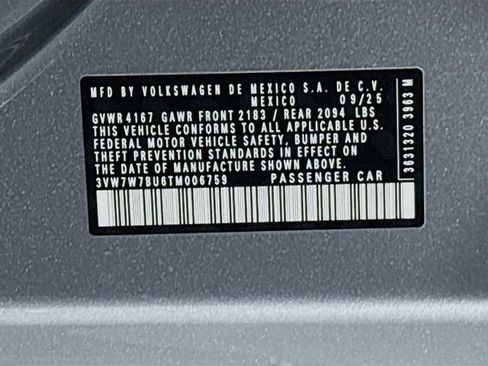 MFD BY VOLKSWAGEN DE MEXICO S.A. DE C.V.
MEXICO 09/25
GVWR 4167 GAWR FRONT 2183 / REAR 2094 LBS
THIS VEHICLE CONFORMS TO ALL APPLICABLE U.S.
FEDERAL MOTOR VEHICLE SAFETY, BUMPER AND
THEFT PREVENTION STANDARDS IN EFFECT ON
THE DATE OF MANUFACTURE SHOWN ABOVE.
3VW7W7BU6TM006759 PASSENGER CAR
3G31320 3963 M